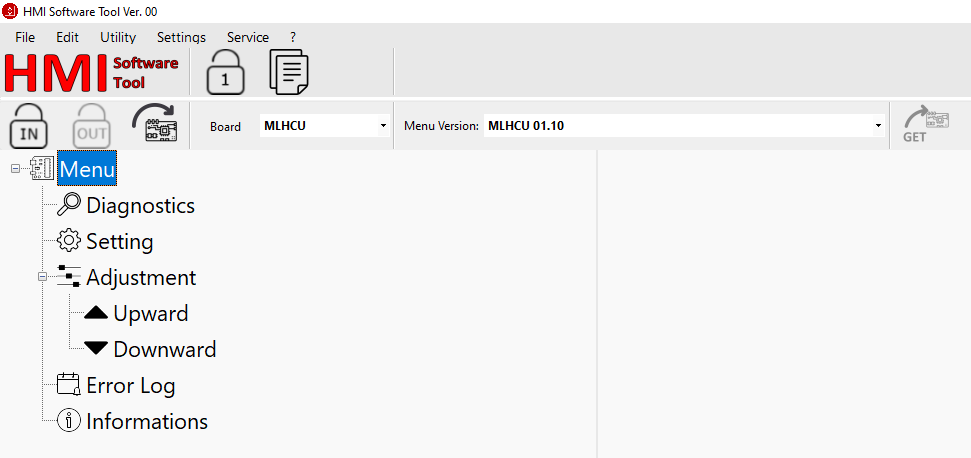 HMI Software Tool Ver. 00
File Edit Utility Settings Service ?
HMI Software
Tool
1
IN OUT Board MLHCU Menu Version: MLHCU 01.10 GET
Menu
Diagnostics
Setting
Adjustment
Upward
Downward
Error Log
Informations